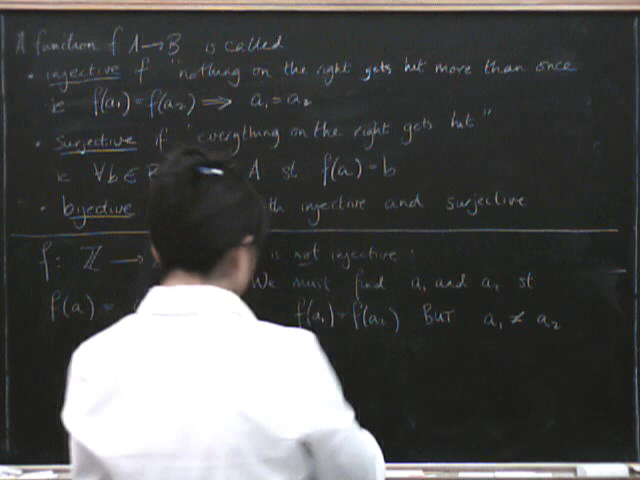 A function f A→B is called
• injective if "nothing on the right gets hit more than once
ie f(a₁) = f(a₂) ⟹ a₁ = a₂
• Surjective if "everything on the right gets hit"
ie ∀b ∈ A st f(a) = b
• bijective injective and surjective
f: ℤ → is not injective:
We must find a₁ and a₂ st
f(a) = f(a₁) = f(a₂) BUT a₁ ≠ a₂